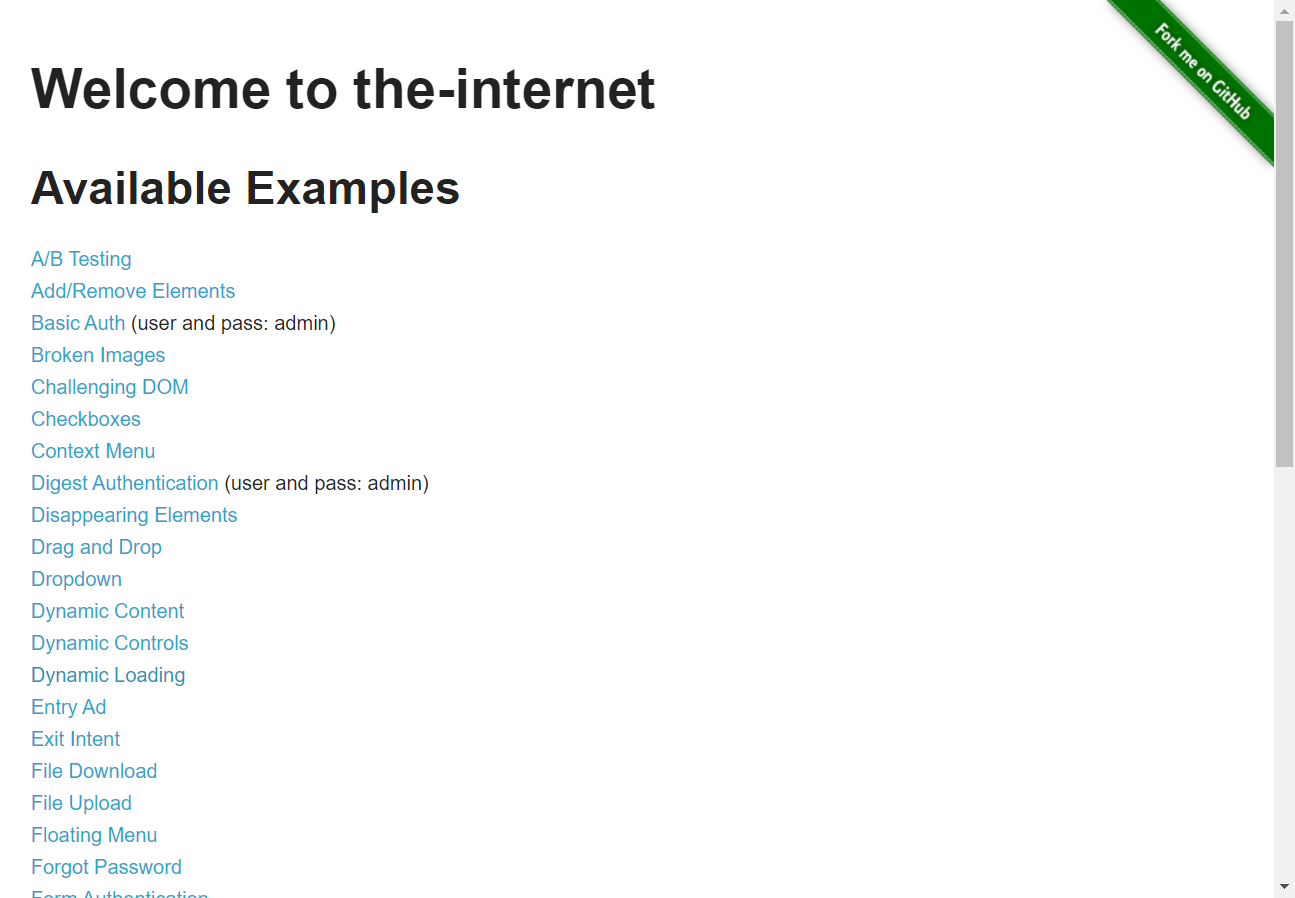 Fork me on GitHub
Welcome to the-internet
Available Examples
A/B Testing
Add/Remove Elements
Basic Auth (user and pass: admin)
Broken Images
Challenging DOM
Checkboxes
Context Menu
Digest Authentication (user and pass: admin)
Disappearing Elements
Drag and Drop
Dropdown
Dynamic Content
Dynamic Controls
Dynamic Loading
Entry Ad
Exit Intent
File Download
File Upload
Floating Menu
Forgot Password
Form Authentication